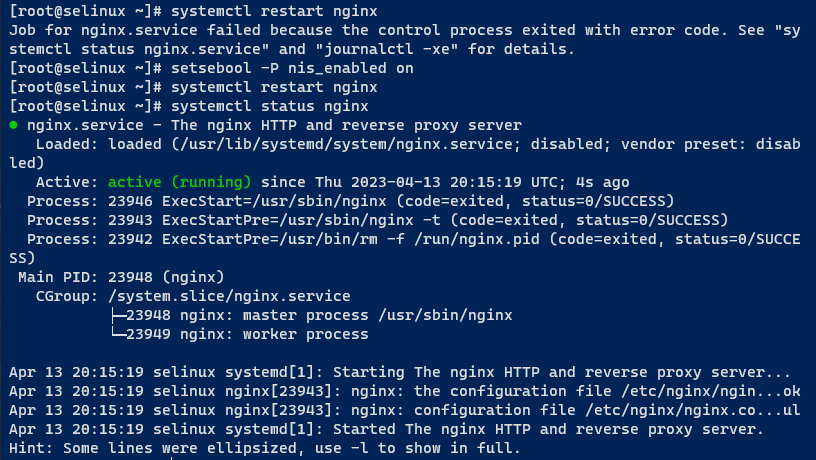 [root@selinux ~]# systemctl restart nginx
Job for nginx.service failed because the control process exited with error code. See "sy
stemctl status nginx.service" and "journalctl -xe" for details.
[root@selinux ~]# setsebool -P nis_enabled on
[root@selinux ~]# systemctl restart nginx
[root@selinux ~]# systemctl status nginx
● nginx.service - The nginx HTTP and reverse proxy server
   Loaded: loaded (/usr/lib/systemd/system/nginx.service; disabled; vendor preset: disab
led)
   Active: active (running) since Thu 2023-04-13 20:15:19 UTC; 4s ago
  Process: 23946 ExecStart=/usr/sbin/nginx (code=exited, status=0/SUCCESS)
  Process: 23943 ExecStartPre=/usr/sbin/nginx -t (code=exited, status=0/SUCCESS)
  Process: 23942 ExecStartPre=/usr/bin/rm -f /run/nginx.pid (code=exited, status=0/SUCCE
SS)
 Main PID: 23948 (nginx)
   CGroup: /system.slice/nginx.service
           ├─23948 nginx: master process /usr/sbin/nginx
           └─23949 nginx: worker process

Apr 13 20:15:19 selinux systemd[1]: Starting The nginx HTTP and reverse proxy server...
Apr 13 20:15:19 selinux nginx[23943]: nginx: the configuration file /etc/nginx/ngin...ok
Apr 13 20:15:19 selinux nginx[23943]: nginx: configuration file /etc/nginx/nginx.co...ul
Apr 13 20:15:19 selinux systemd[1]: Started The nginx HTTP and reverse proxy server.
Hint: Some lines were ellipsized, use -l to show in full.